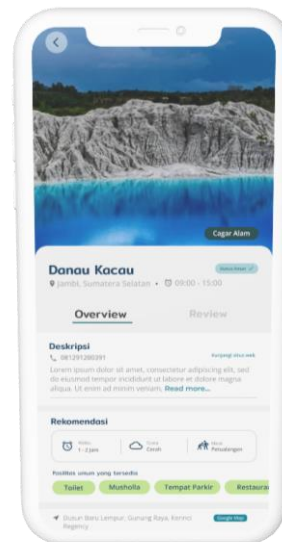 Cagar Alam
Danau Kacau
Jambi, Sumatera Selatan • 09:00 - 15:00
Overview Review
Deskripsi
081291280391 Kunjungi situs web
Lorem ipsum dolor sit amet, consectetur adipiscing elit, sed
do eiusmod tempor incididunt ut labore et dolore magna
aliqua. Ut enim ad minim veniam. Read more...
Rekomendasi
1 - 2 Jam Cerah Petualangan
Fasilitas umum yang tersedia
Toilet Musholla Tempat Parkir Restaura
Dusun Baru Lempur, Gunung Raya, Kerinci
Regency
Google Map